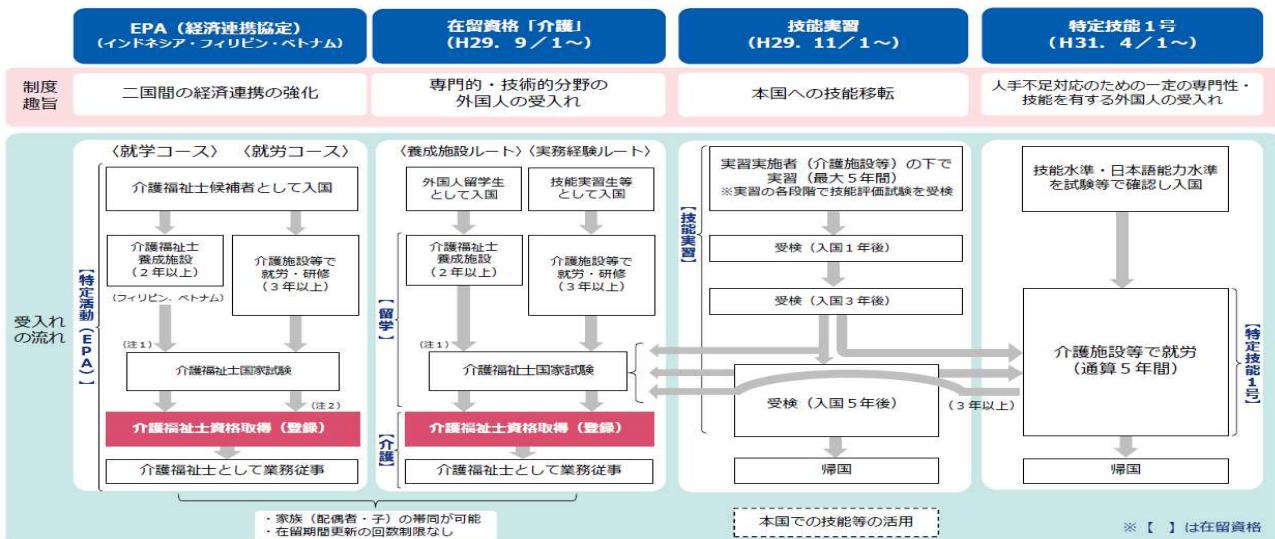 EPA（経済連携協定）
（インドネシア・フィリピン・ベトナム）
在留資格「介護」
（H29．9／1～）
技能実習
（H29．11／1～）
特定技能１号
（H31．4／1～）
制度
趣旨
二国間の経済連携の強化
専門的・技術的分野の
外国人の受入れ
本国への技能移転
人手不足対応のための一定の専門性・
技能を有する外国人の受入れ
受入れ
の流れ
【特定活動（EPA）】
〈就学コース〉
〈就労コース〉
介護福祉士候補者として入国
介護福祉士
養成施設
（２年以上）
（フィリピン、ベトナム）
介護施設等で
就労・研修
（３年以上）
（注１）
介護福祉士国家試験
（注２）
介護福祉士資格取得（登録）
介護福祉士として業務従事
〈養成施設ルート〉
〈実務経験ルート〉
外国人留学生
として入国
技能実習生等
として入国
【留学】
介護福祉士
養成施設
（２年以上）
介護施設等で
就労・研修
（３年以上）
（注１）
介護福祉士国家試験
【介護】
介護福祉士資格取得（登録）
介護福祉士として業務従事
・家族（配偶者・子）の帯同が可能
・在留期間更新の回数制限なし
【技能実習】
実習実施者（介護施設等）の下で
実習（最大５年間）
※実習の各段階で技能評価試験を受検
受検（入国１年後）
受検（入国３年後）
受検（入国５年後）
帰国
本国での技能等の活用
技能水準・日本語能力水準
を試験等で確認し入国
介護施設等で就労
（通算５年間）
【特定技能１号】
（３年以上）
帰国
※【　】は在留資格